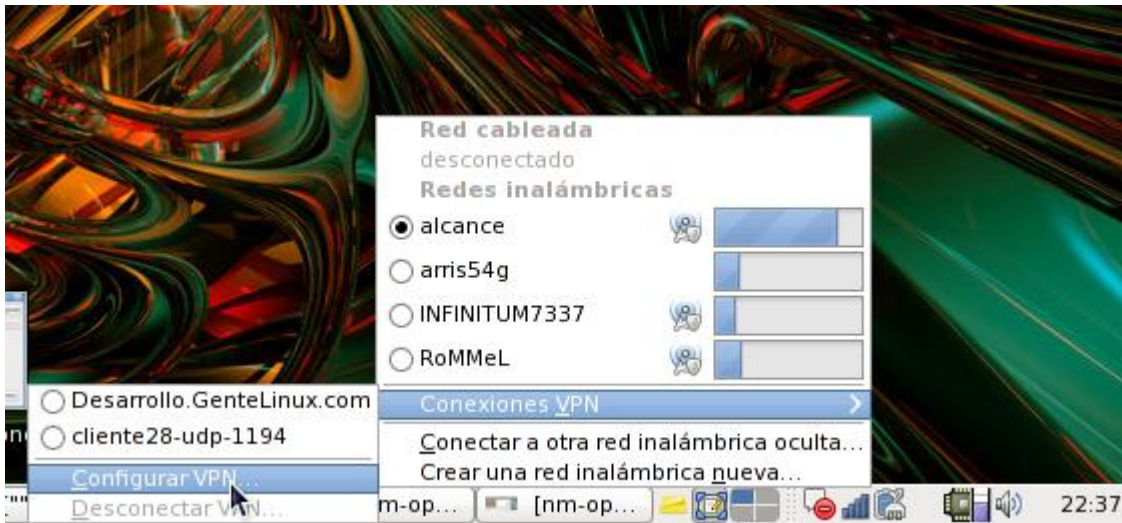 Red cableada
desconectado
Redes inalámbricas
alcance
arris54g
INFINITUM7337
RoMMeL
Conexiones VPN
Conectar a otra red inalámbrica oculta...
Crear una red inalámbrica nueva...
Desarrollo.GenteLinux.com
cliente28-udp-1194
Configurar VPN...
Desconectar VPN...
m-op...
[nm-op...
22:37